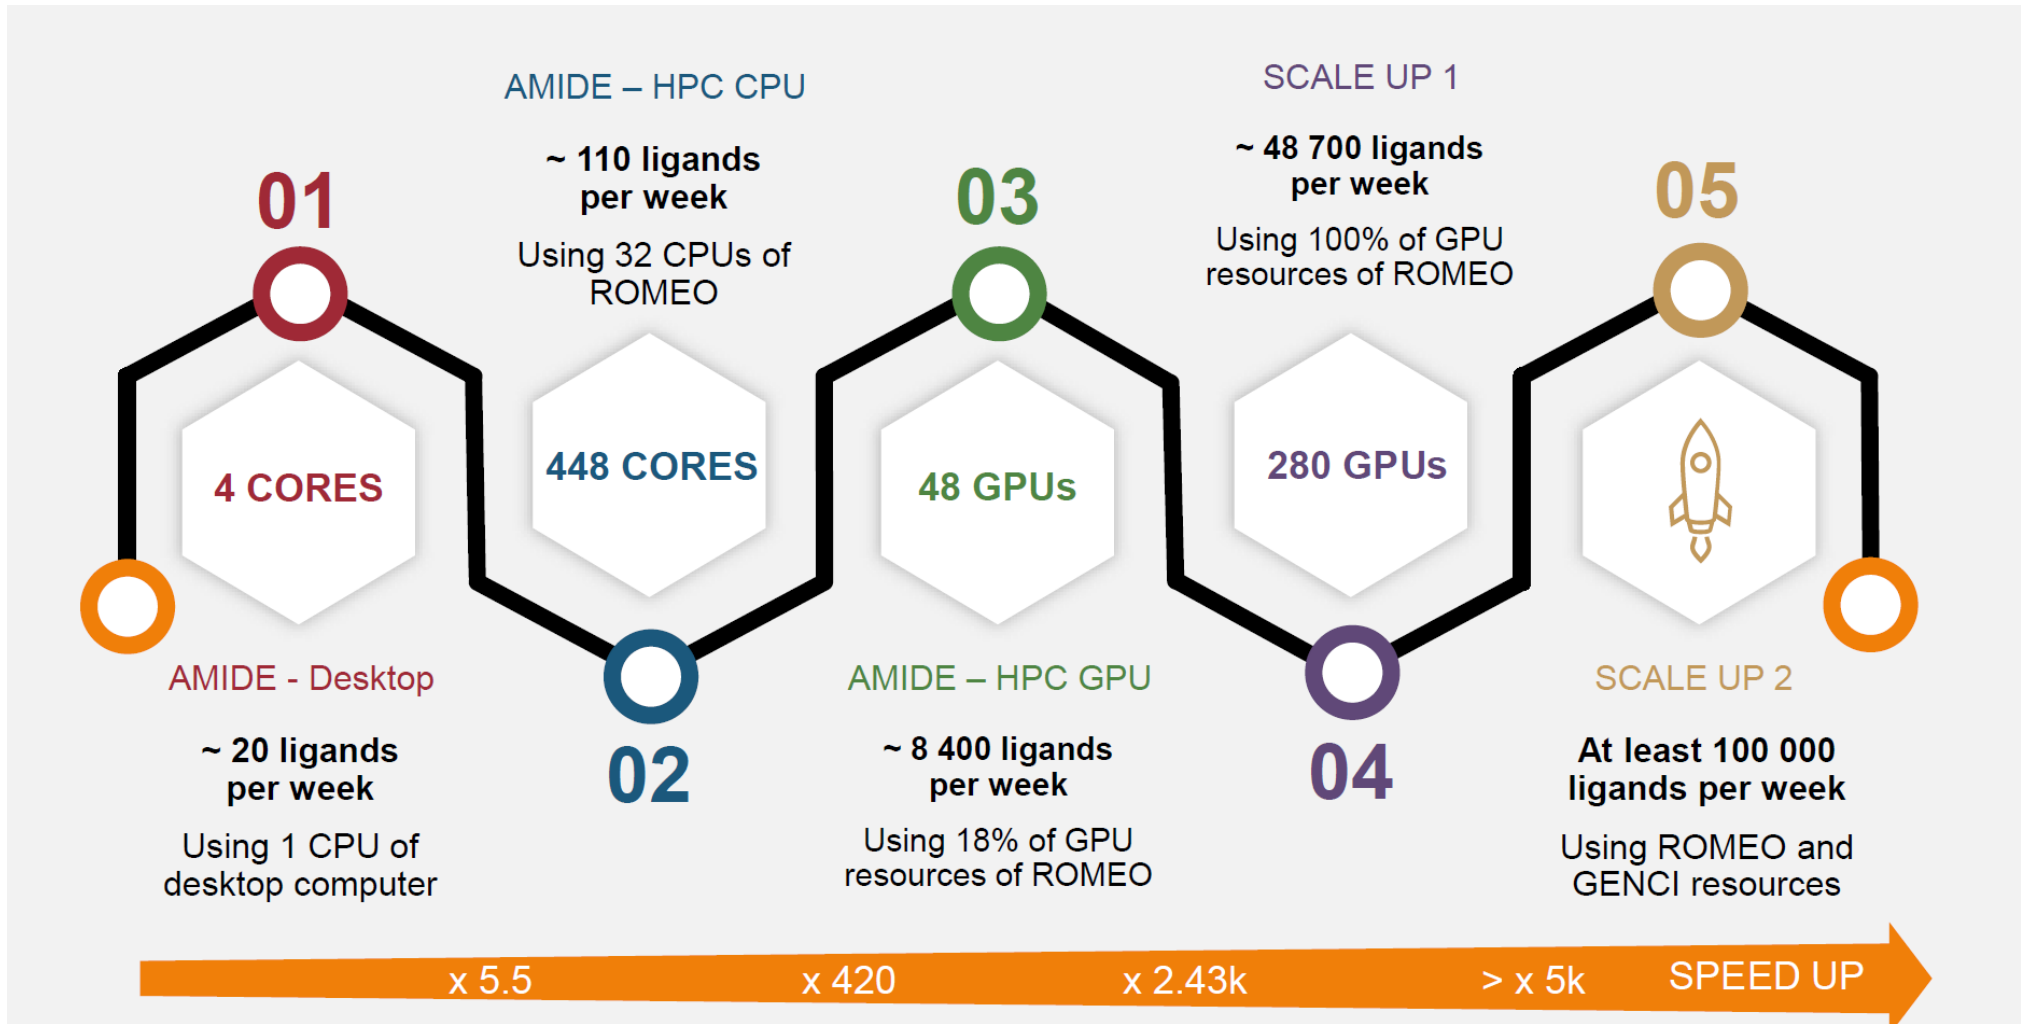 01
4 CORES
AMIDE - Desktop
~ 20 ligands
per week
Using 1 CPU of
desktop computer
AMIDE – HPC CPU
~ 110 ligands
per week
Using 32 CPUs of
ROMEO
448 CORES
02
03
48 GPUs
AMIDE – HPC GPU
~ 8 400 ligands
per week
Using 18% of GPU
resources of ROMEO
SCALE UP 1
~ 48 700 ligands
per week
Using 100% of GPU
resources of ROMEO
280 GPUs
04
05
SCALE UP 2
At least 100 000
ligands per week
Using ROMEO and
GENCI resources
x 5.5
x 420
x 2.43k
> x 5k
SPEED UP